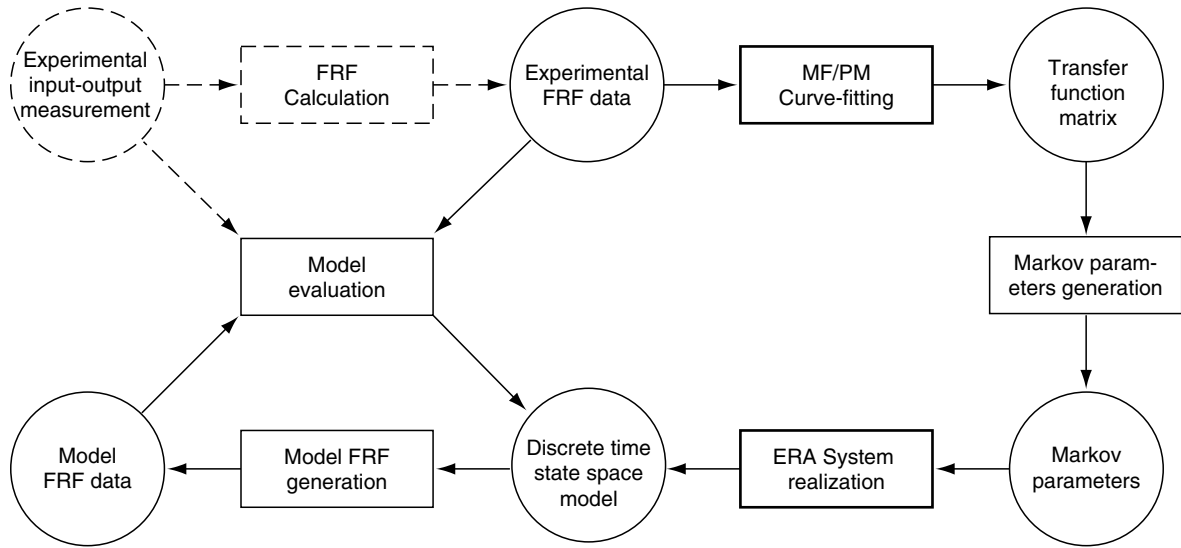 Experimental
input-output
measurement
FRF
Calculation
Experimental
FRF data
MF/PM
Curve-fitting
Transfer
function
matrix
Model
evaluation
Markov param-
eters generation
Model
FRF data
Model FRF
generation
Discrete time
state space
model
ERA System
realization
Markov
parameters